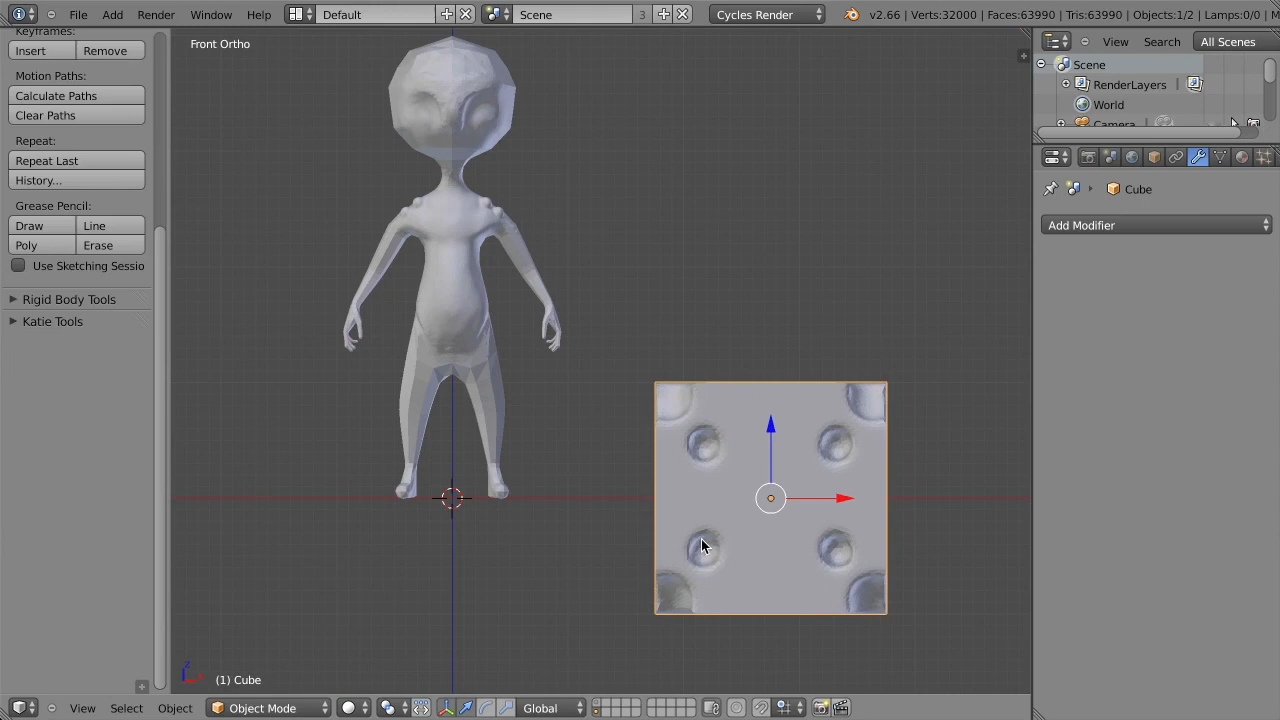 File Add Render Window Help Default Scene 3 Cycles Render v2.66 | Verts:32000 | Faces:63990 | Tris:63990 | Objects:1/2 | Lamps:0/0 |
Keyframes:
Insert Remove
Motion Paths:
Calculate Paths
Clear Paths
Repeat:
Repeat Last
History...
Grease Pencil:
Draw Line
Poly Erase
Use Sketching Sessio
Rigid Body Tools
Katie Tools
Front Ortho
z
(1) Cube
View Select Object Object Mode Global
View Search All Scenes
Scene
RenderLayers
World
Camera
Cube
Add Modifier